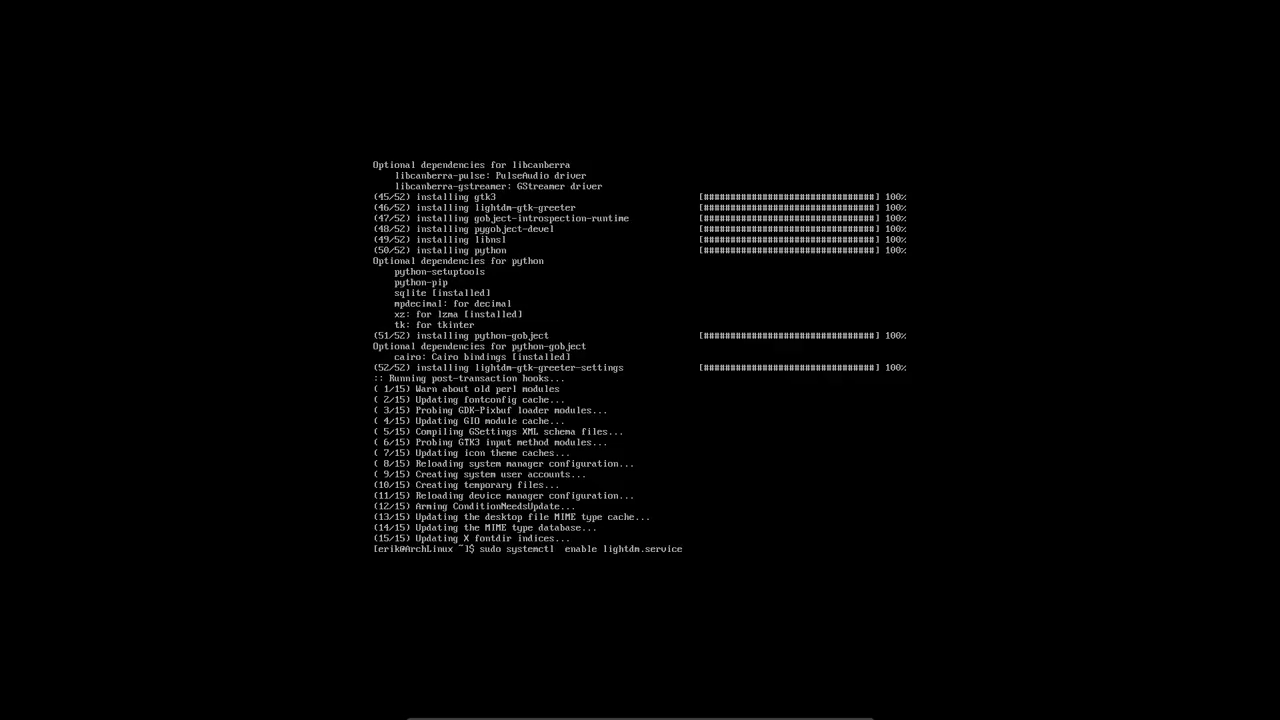 Optional dependencies for libcanberra
    libcanberra-pulse: PulseAudio driver
    libcanberra-gstreamer: GStreamer driver
(45/52) installing gtk3 [################################] 100%
(46/52) installing lightdm-gtk-greeter [################################] 100%
(47/52) installing gobject-introspection-runtime [################################] 100%
(48/52) installing pygobject-devel [################################] 100%
(49/52) installing libnsl [################################] 100%
(50/52) installing python [################################] 100%
Optional dependencies for python
    python-setuptools
    python-pip
    sqlite [installed]
    mpdecimal: for decimal
    xz: for lzma [installed]
    tk: for tkinter
(51/52) installing python-gobject [################################] 100%
Optional dependencies for python-gobject
    cairo: Cairo bindings [installed]
(52/52) installing lightdm-gtk-greeter-settings [################################] 100%
:: Running post-transaction hooks...
( 1/15) Warn about old perl modules
( 2/15) Updating fontconfig cache...
( 3/15) Probing GDK-Pixbuf loader modules...
( 4/15) Updating GIO module cache...
( 5/15) Compiling GSettings XML schema files...
( 6/15) Probing GTK3 input method modules...
( 7/15) Updating icon theme caches...
( 8/15) Reloading system manager configuration...
( 9/15) Creating system user accounts...
(10/15) Creating temporary files...
(11/15) Reloading device manager configuration...
(12/15) Arming ConditionNeedsUpdate...
(13/15) Updating the desktop file MIME type cache...
(14/15) Updating the MIME type database...
(15/15) Updating X fontdir indices...
[erik@ArchLinux ~]$ sudo systemctl  enable lightdm.service